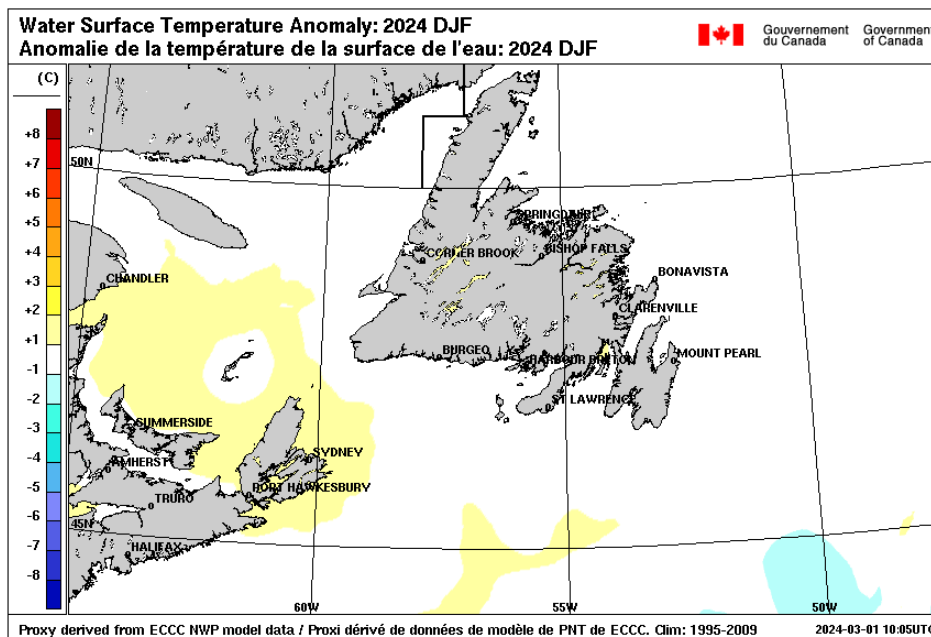 Water Surface Temperature Anomaly: 2024 DJF
Anomalie de la température de la surface de l'eau: 2024 DJF
Gouvernement du Canada
Government of Canada
(C)
+8
+7
+6
+5
+4
+3
+2
+1
-1
-2
-3
-4
-5
-6
-7
-8
50N
SPRINGDALE
CORNER BROOK
BISHOP FALLS
CHANDLER
BONAVISTA
CLARENVILLE
BURGEO
HARBOUR BRETON
MOUNT PEARL
ST LAWRENCE
SUMMERSIDE
SYDNEY
AMHERST
PORT HAWKESBURY
TRURO
45N
HALIFAX
60W
55W
50W
Proxy derived from ECCC NWP model data / Proxi dérivé de données de modèle de PNT de ECCC. Clim: 1995-2009
2024-03-01 10:05UTC